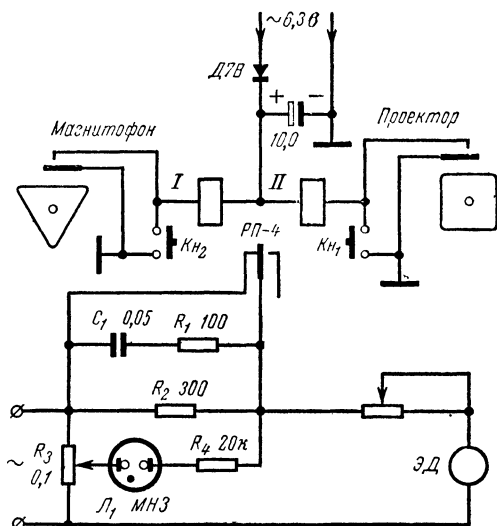 ~6,3в
Д7В
+ −
10,0
Магнитофон
Проектор
I II
РП-4
Кн₂
Кн₁
C₁ 0,05
R₁ 100
R₂ 300
~
R₃
0,1
R₄ 20к
Л₁ МН3
ЭД